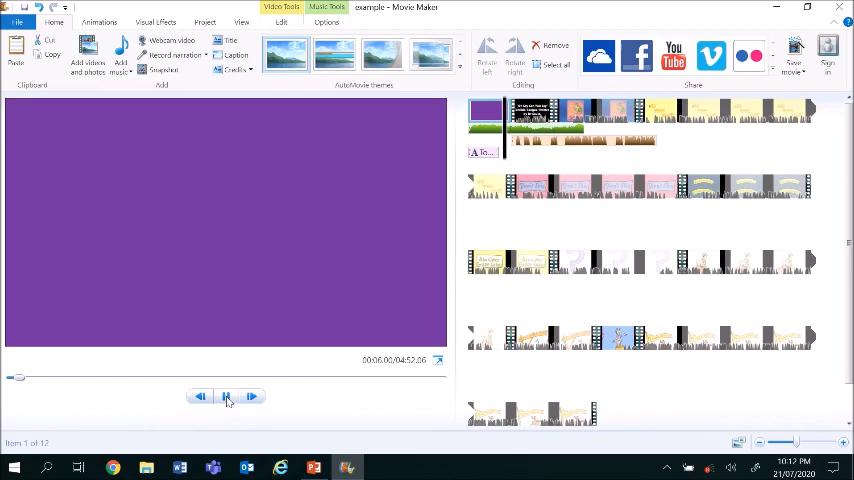 Video Tools
Music Tools
example - Movie Maker
File
Home
Animations
Visual Effects
Project
View
Edit
Options
Paste
Cut
Copy
Clipboard
Add videos and photos
Add music
Webcam video
Record narration
Snapshot
Title
Caption
Credits
Add
AutoMovie themes
Rotate left
Rotate right
Remove
Select all
Editing
You Tube
Share
Save movie
Sign in
A To...
00:06.00/04:52.06
Item 1 of 12
10:12 PM
21/07/2020